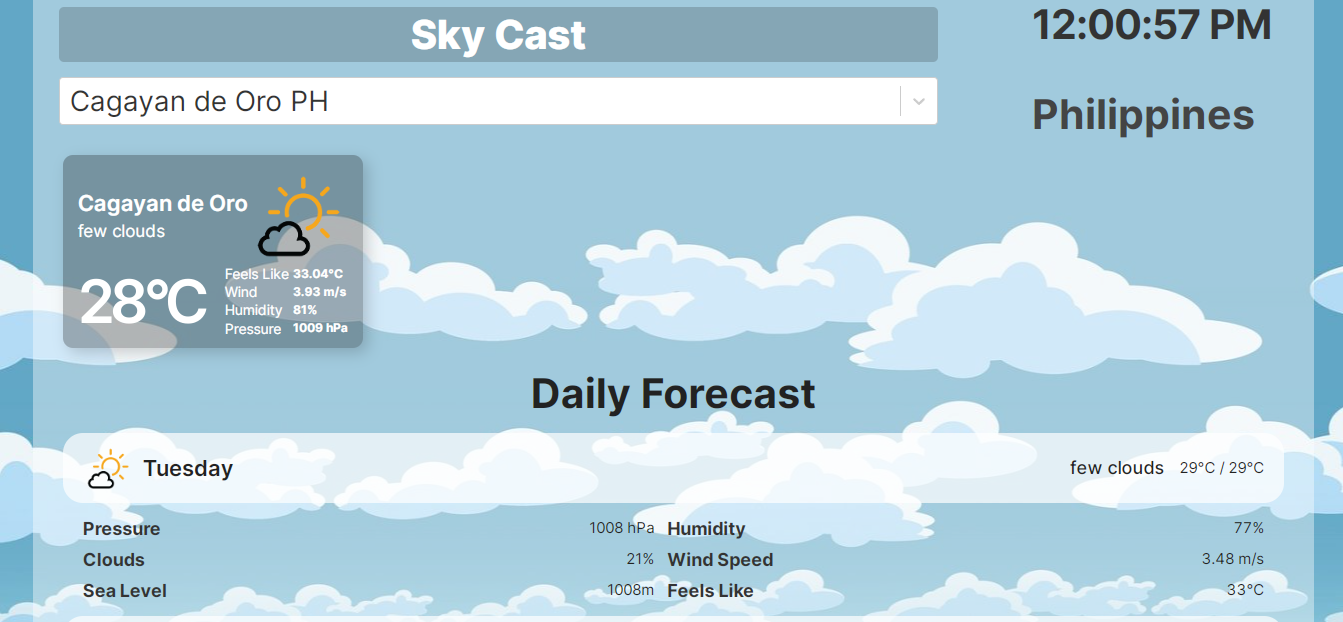 Sky Cast
12:00:57 PM
Cagayan de Oro PH
Philippines
Cagayan de Oro
few clouds
28°C
Feels Like 33.04°C
Wind 3.93 m/s
Humidity 81%
Pressure 1009 hPa
Daily Forecast
Tuesday few clouds 29°C / 29°C
Pressure 1008 hPa Humidity 77%
Clouds 21% Wind Speed 3.48 m/s
Sea Level 1008m Feels Like 33°C